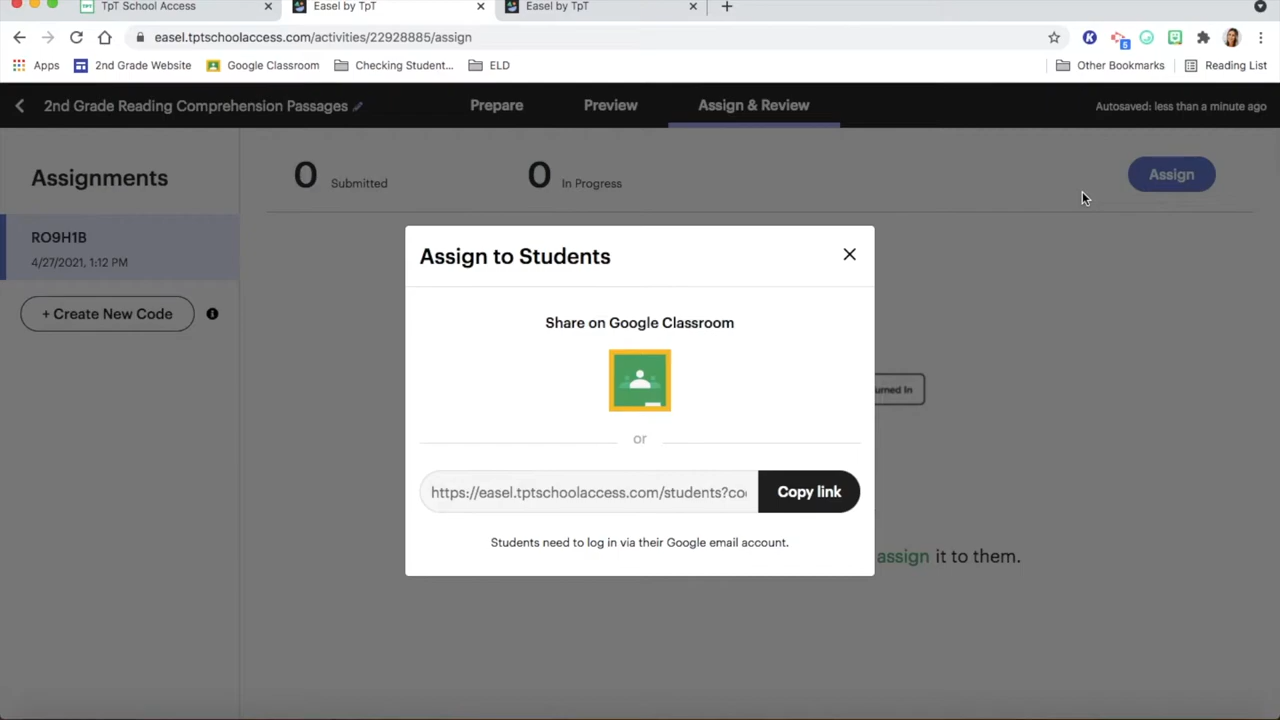 TpT School Access
Easel by TpT
Easel by TpT
easel.tptschoolaccess.com/activities/22928885/assign
5
Apps
2nd Grade Website
Google Classroom
Checking Student...
ELD
Other Bookmarks
Reading List
2nd Grade Reading Comprehension Passages
Prepare
Preview
Assign & Review
Autosaved: less than a minute ago
Assignments
0 Submitted
0 In Progress
Assign
RO9H1B
4/27/2021, 1:12 PM
+ Create New Code
Assign to Students
Share on Google Classroom
or
https://easel.tptschoolaccess.com/students?co
Copy link
Students need to log in via their Google email account.
urned In
assign it to them.